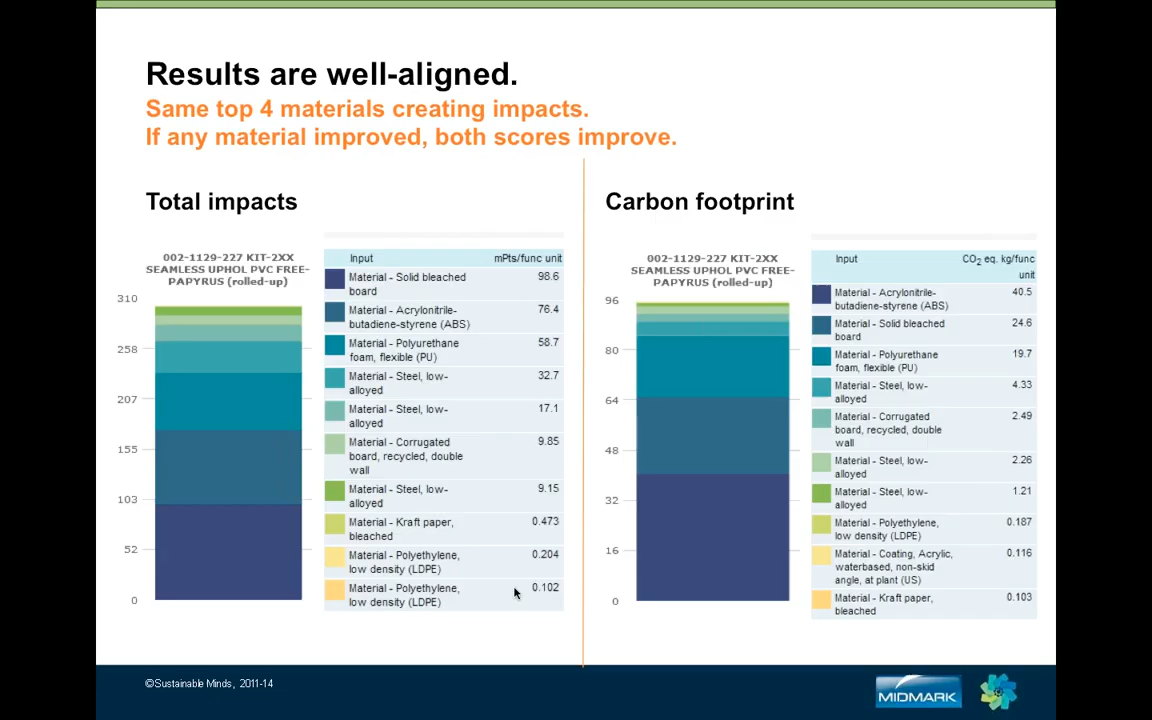 Results are well-aligned.
Same top 4 materials creating impacts.
If any material improved, both scores improve.
Total impacts
002-1129-227 KIT-2XX
SEAMLESS UPHOL PVC FREE-
PAPYRUS (rolled-up)
310
258
207
155
103
52
0
Input mPts/func unit
Material - Solid bleached 98.6
board
Material - Acrylonitrile- 76.4
butadiene-styrene (ABS)
Material - Polyurethane 58.7
foam, flexible (PU)
Material - Steel, low- 32.7
alloyed
Material - Steel, low- 17.1
alloyed
Material - Corrugated 9.85
board, recycled, double
wall
Material - Steel, low- 9.15
alloyed
Material - Kraft paper, 0.473
bleached
Material - Polyethylene, 0.204
low density (LDPE)
Material - Polyethylene, 0.102
low density (LDPE)
Carbon footprint
002-1129-227 KIT-2XX
SEAMLESS UPHOL PVC FREE-
PAPYRUS (rolled-up)
96
80
64
48
32
16
0
Input CO2 eq. kg/func
unit
Material - Acrylonitrile- 40.5
butadiene-styrene (ABS)
Material - Solid bleached 24.6
board
Material - Polyurethane 19.7
foam, flexible (PU)
Material - Steel, low- 4.33
alloyed
Material - Corrugated 2.49
board, recycled, double
wall
Material - Steel, low- 2.26
alloyed
Material - Steel, low- 1.21
alloyed
Material - Polyethylene, 0.187
low density (LDPE)
Material - Coating, Acrylic, 0.116
waterbased, non-skid
angle, at plant (US)
Material - Kraft paper, 0.103
bleached
©Sustainable Minds, 2011-14
MIDMARK